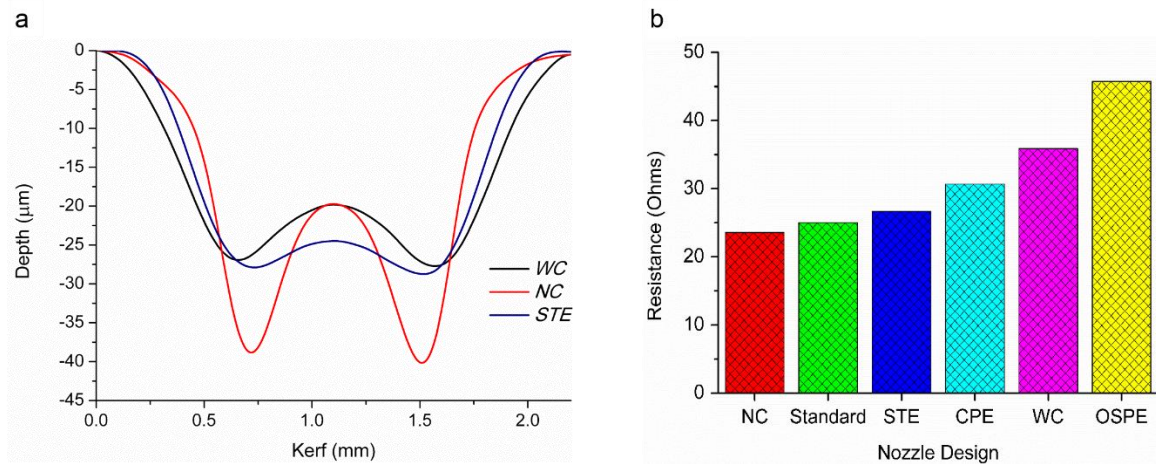 a
0
-5
-10
-15
-20
-25
-30
-35
-40
-45
Depth (μm)
0.0 0.5 1.0 1.5 2.0
Kerf (mm)
WC
NC
STE
b
50
40
30
20
10
0
Resistance (Ohms)
NC Standard STE CPE WC OSPE
Nozzle Design